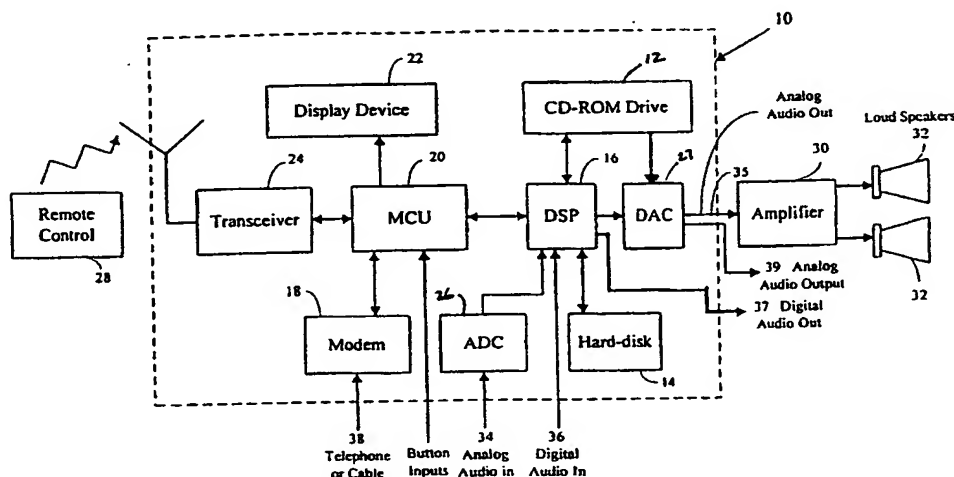 10
22
Display Device
12
CD-ROM Drive
Analog
Audio Out
Loud Speakers
32
24
Transceiver
20
MCU
16
DSP
27
DAC
35
30
Amplifier
Remote
Control
28
39 Analog
Audio Output
32
37 Digital
Audio Out
18
Modem
26
ADC
Hard-disk
14
38
Telephone
or Cable
Button
Inputs
34
Analog
Audio in
36
Digital
Audio In